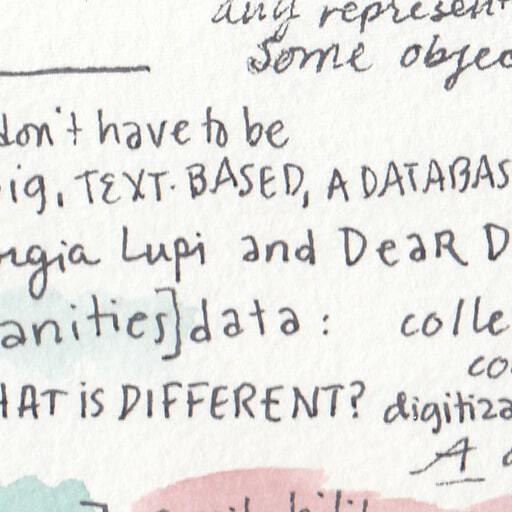 any represent
Some objec
don't have to be
ig, TEXT-BASED, A DATABAS
rgia Lupi and DeaR D
anities] data : colle
co
HAT iS DIFFERENT? digitiza
A